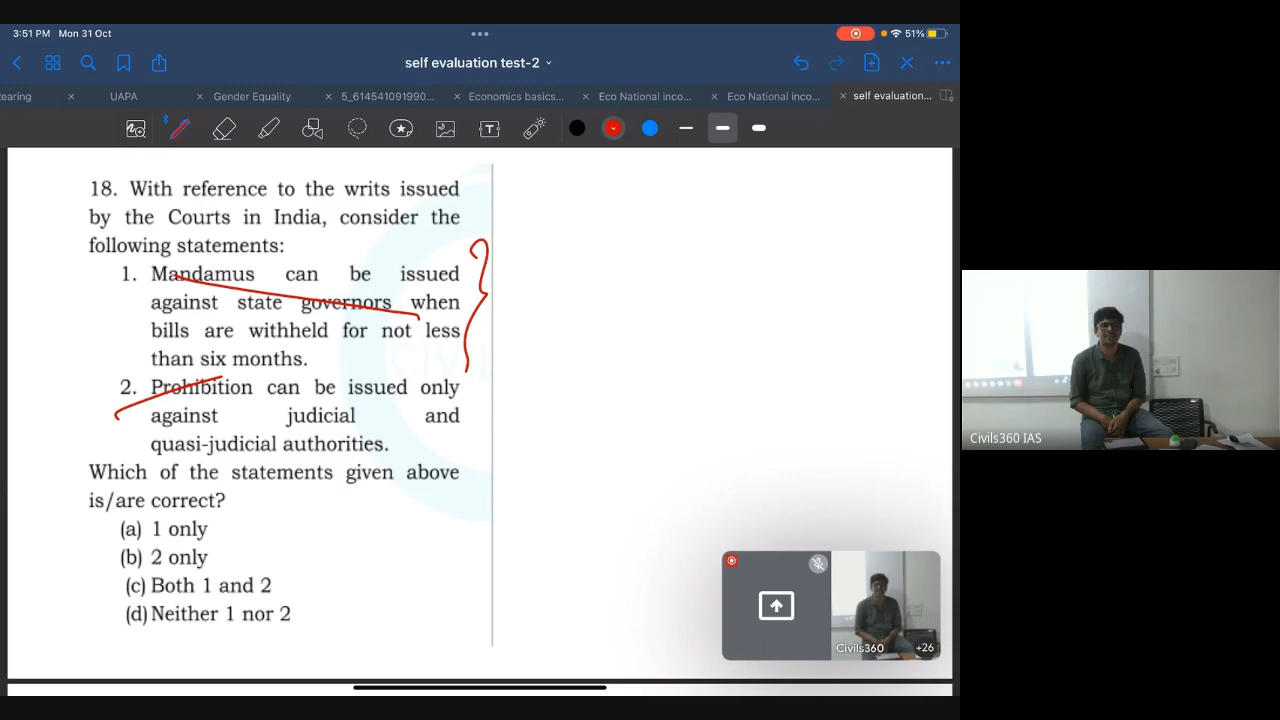 3:51 PM Mon 31 Oct
51%
self evaluation test-2
tearing
UAPA
Gender Equality
5_614541091990...
Economics basics...
Eco National inco...
Eco National inco...
self evaluation...
18. With reference to the writs issued
by the Courts in India, consider the
following statements:
1. Mandamus can be issued
against state governors when
bills are withheld for not less
than six months.
2. Prohibition can be issued only
against judicial and
quasi-judicial authorities.
Which of the statements given above
is/are correct?
(a) 1 only
(b) 2 only
(c) Both 1 and 2
(d) Neither 1 nor 2
Civils360
+26
Civils360 IAS